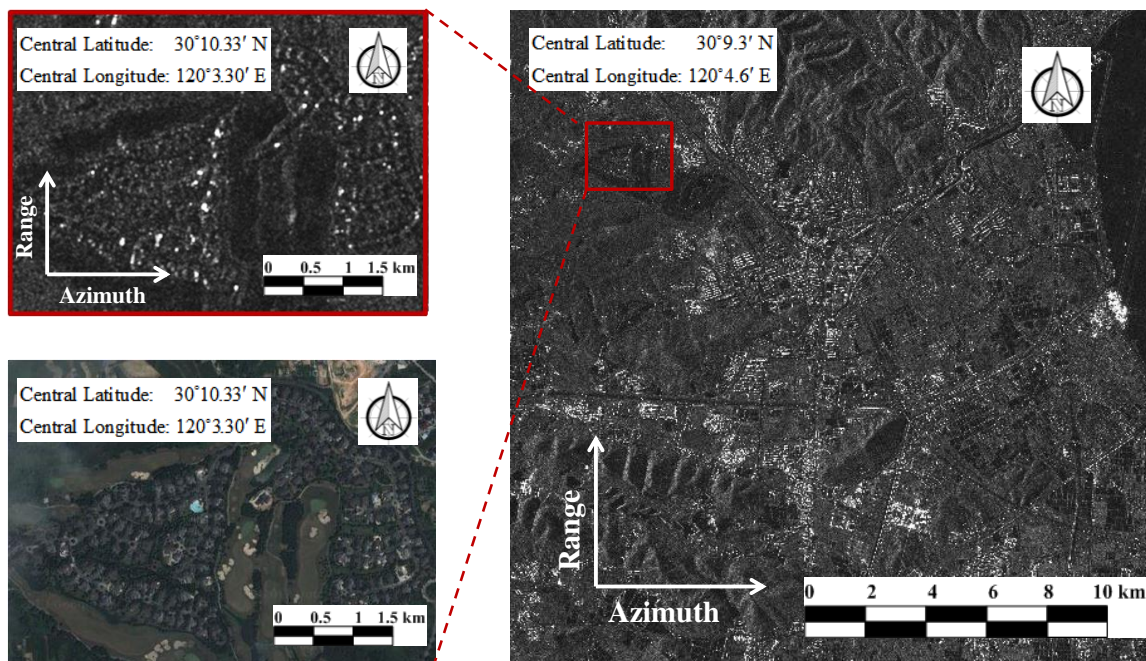 Central Latitude: 30°10.33′ N
Central Longitude: 120°3.30′ E
N
Range
Azimuth
0 0.5 1 1.5 km
Central Latitude: 30°9.3′ N
Central Longitude: 120°4.6′ E
N
Range
Azimuth
0 2 4 6 8 10 km
Central Latitude: 30°10.33′ N
Central Longitude: 120°3.30′ E
N
0 0.5 1 1.5 km